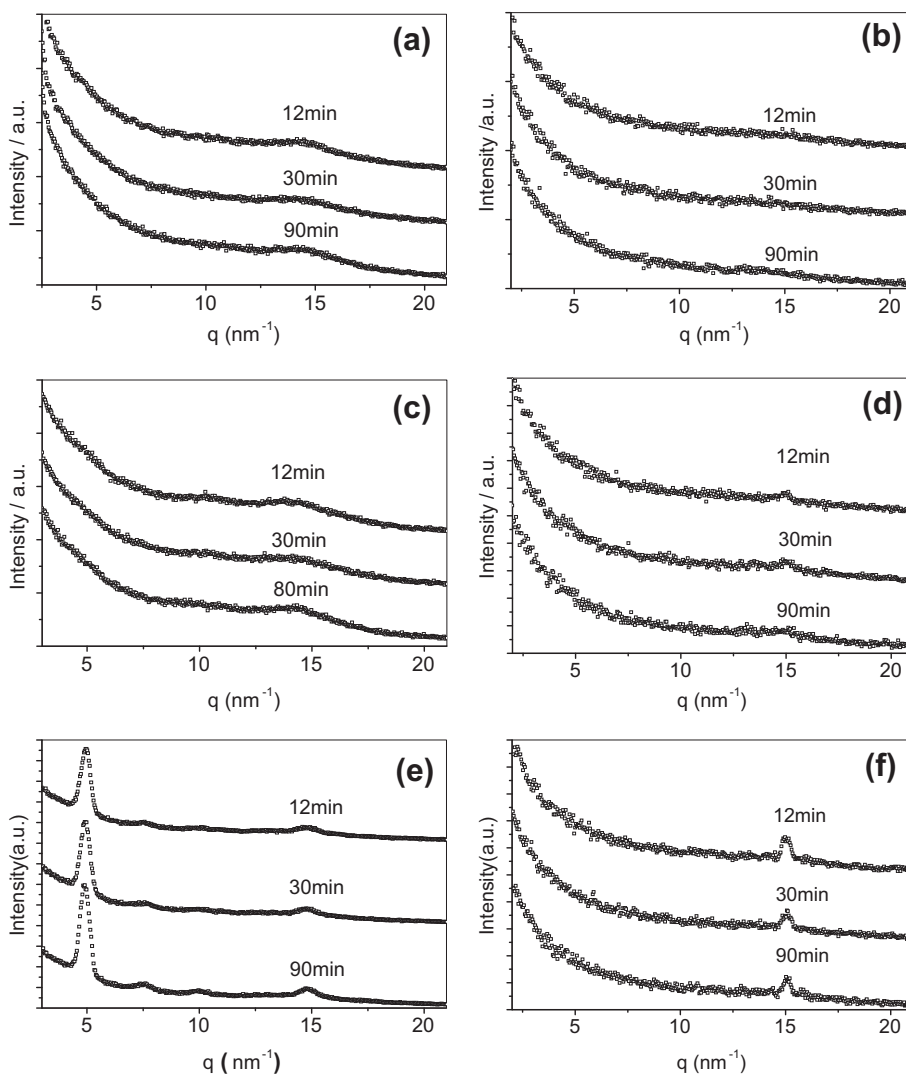 (a)
12min
30min
90min
Intensity / a.u.
5 10 15 20
q (nm⁻¹)
(b)
12min
30min
90min
Intensity /a.u.
5 10 15 20
q (nm⁻¹)
(c)
12min
30min
80min
Intensity / a.u.
5 10 15 20
q (nm⁻¹)
(d)
12min
30min
90min
Intensity / a.u.
5 10 15 20
q (nm⁻¹)
(e)
12min
30min
90min
Intensity(a.u.)
5 10 15 20
q ( nm⁻¹)
(f)
12min
30min
90min
Intensity(a.u.)
5 10 15 20
q (nm⁻¹)